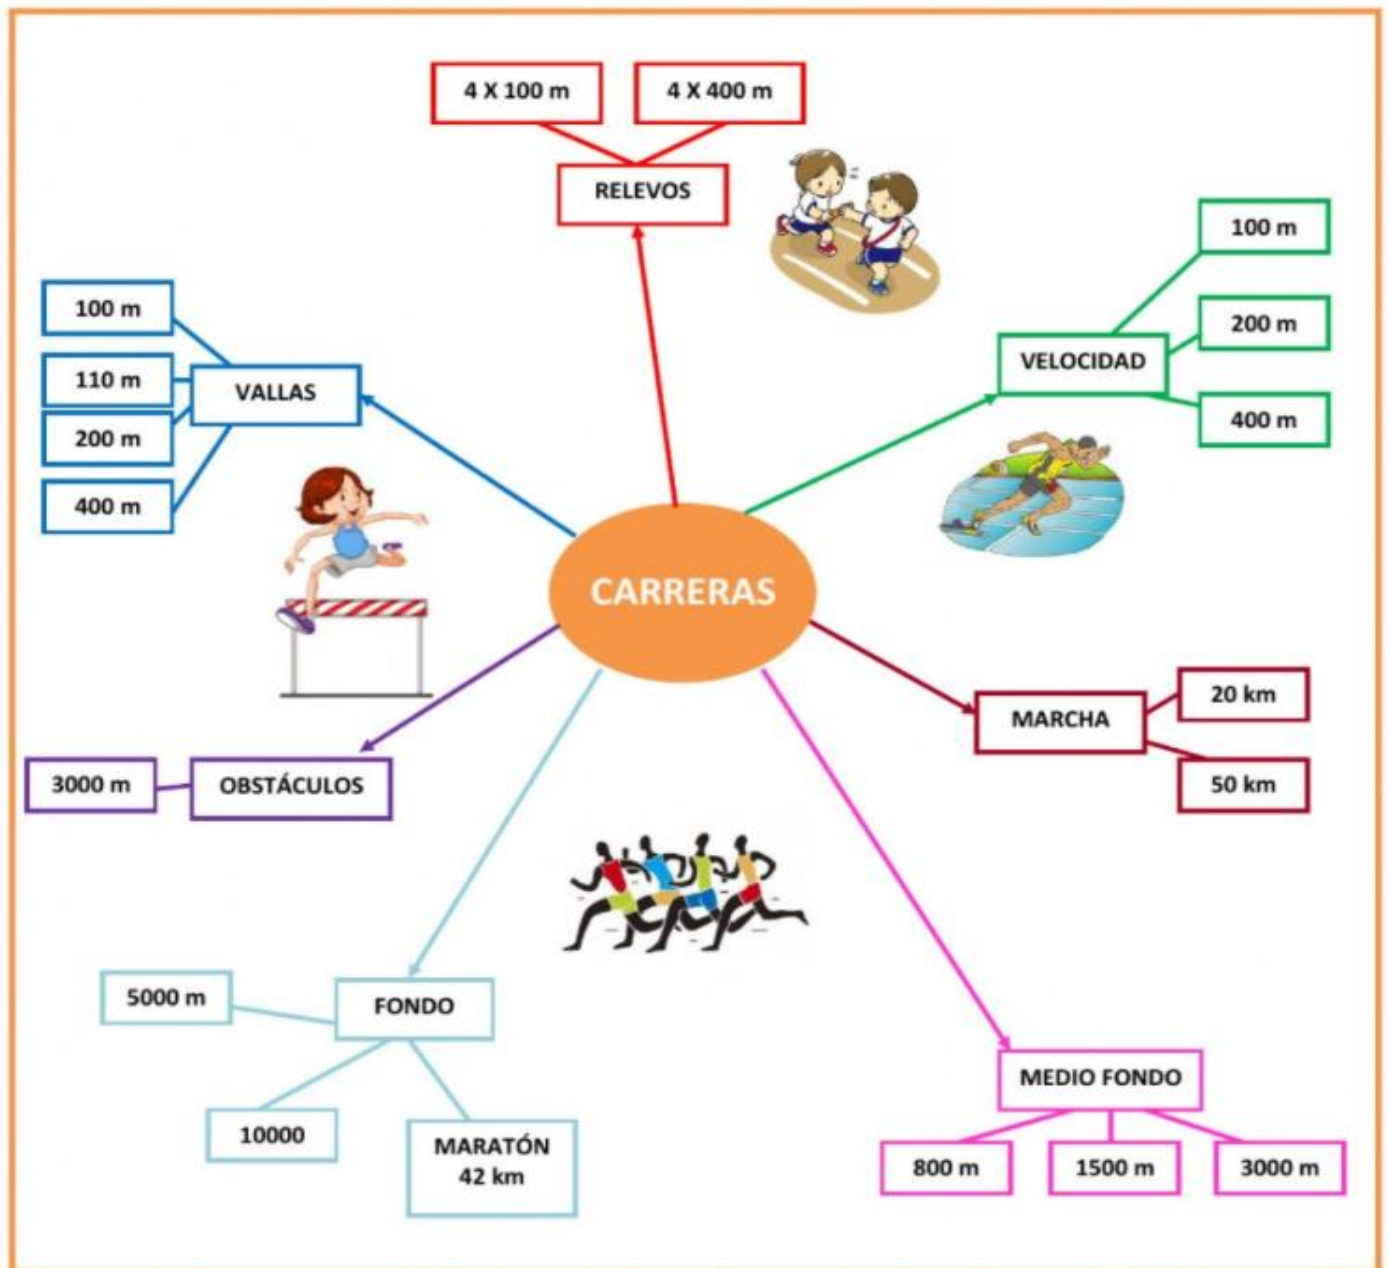 4 X 100 m
4 X 400 m
RELEVOS
100 m
200 m
400 m
VELOCIDAD
100 m
110 m
200 m
400 m
VALLAS
CARRERAS
20 km
50 km
MARCHA
3000 m
OBSTÁCULOS
5000 m
FONDO
10000
MARATÓN
42 km
MEDIO FONDO
800 m
1500 m
3000 m